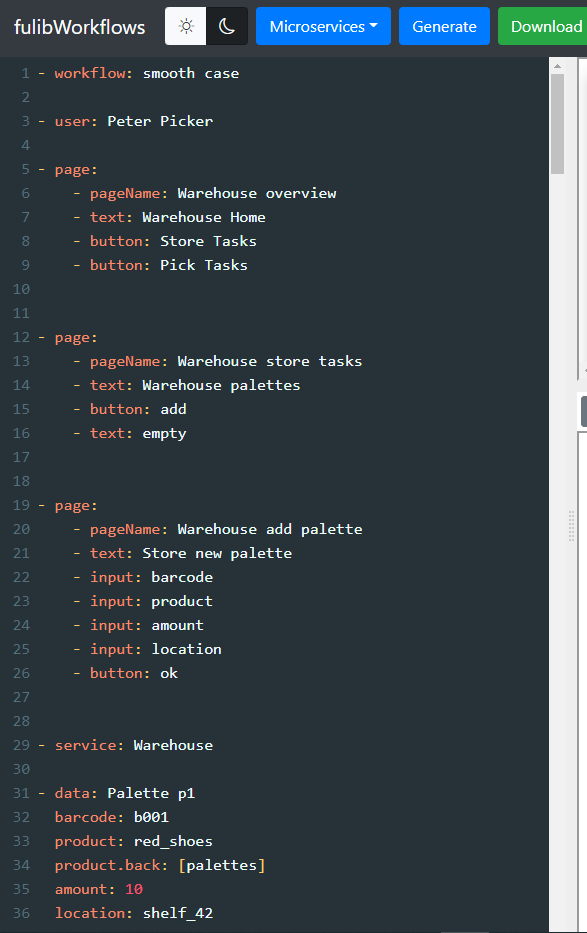 fulibWorkflows Microservices Generate Download
1 - workflow: smooth case
2
3 - user: Peter Picker
4
5 - page:
6 - pageName: Warehouse overview
7 - text: Warehouse Home
8 - button: Store Tasks
9 - button: Pick Tasks
10
11
12 - page:
13 - pageName: Warehouse store tasks
14 - text: Warehouse palettes
15 - button: add
16 - text: empty
17
18
19 - page:
20 - pageName: Warehouse add palette
21 - text: Store new palette
22 - input: barcode
23 - input: product
24 - input: amount
25 - input: location
26 - button: ok
27
28
29 - service: Warehouse
30
31 - data: Palette p1
32 barcode: b001
33 product: red_shoes
34 product.back: [palettes]
35 amount: 10
36 location: shelf_42